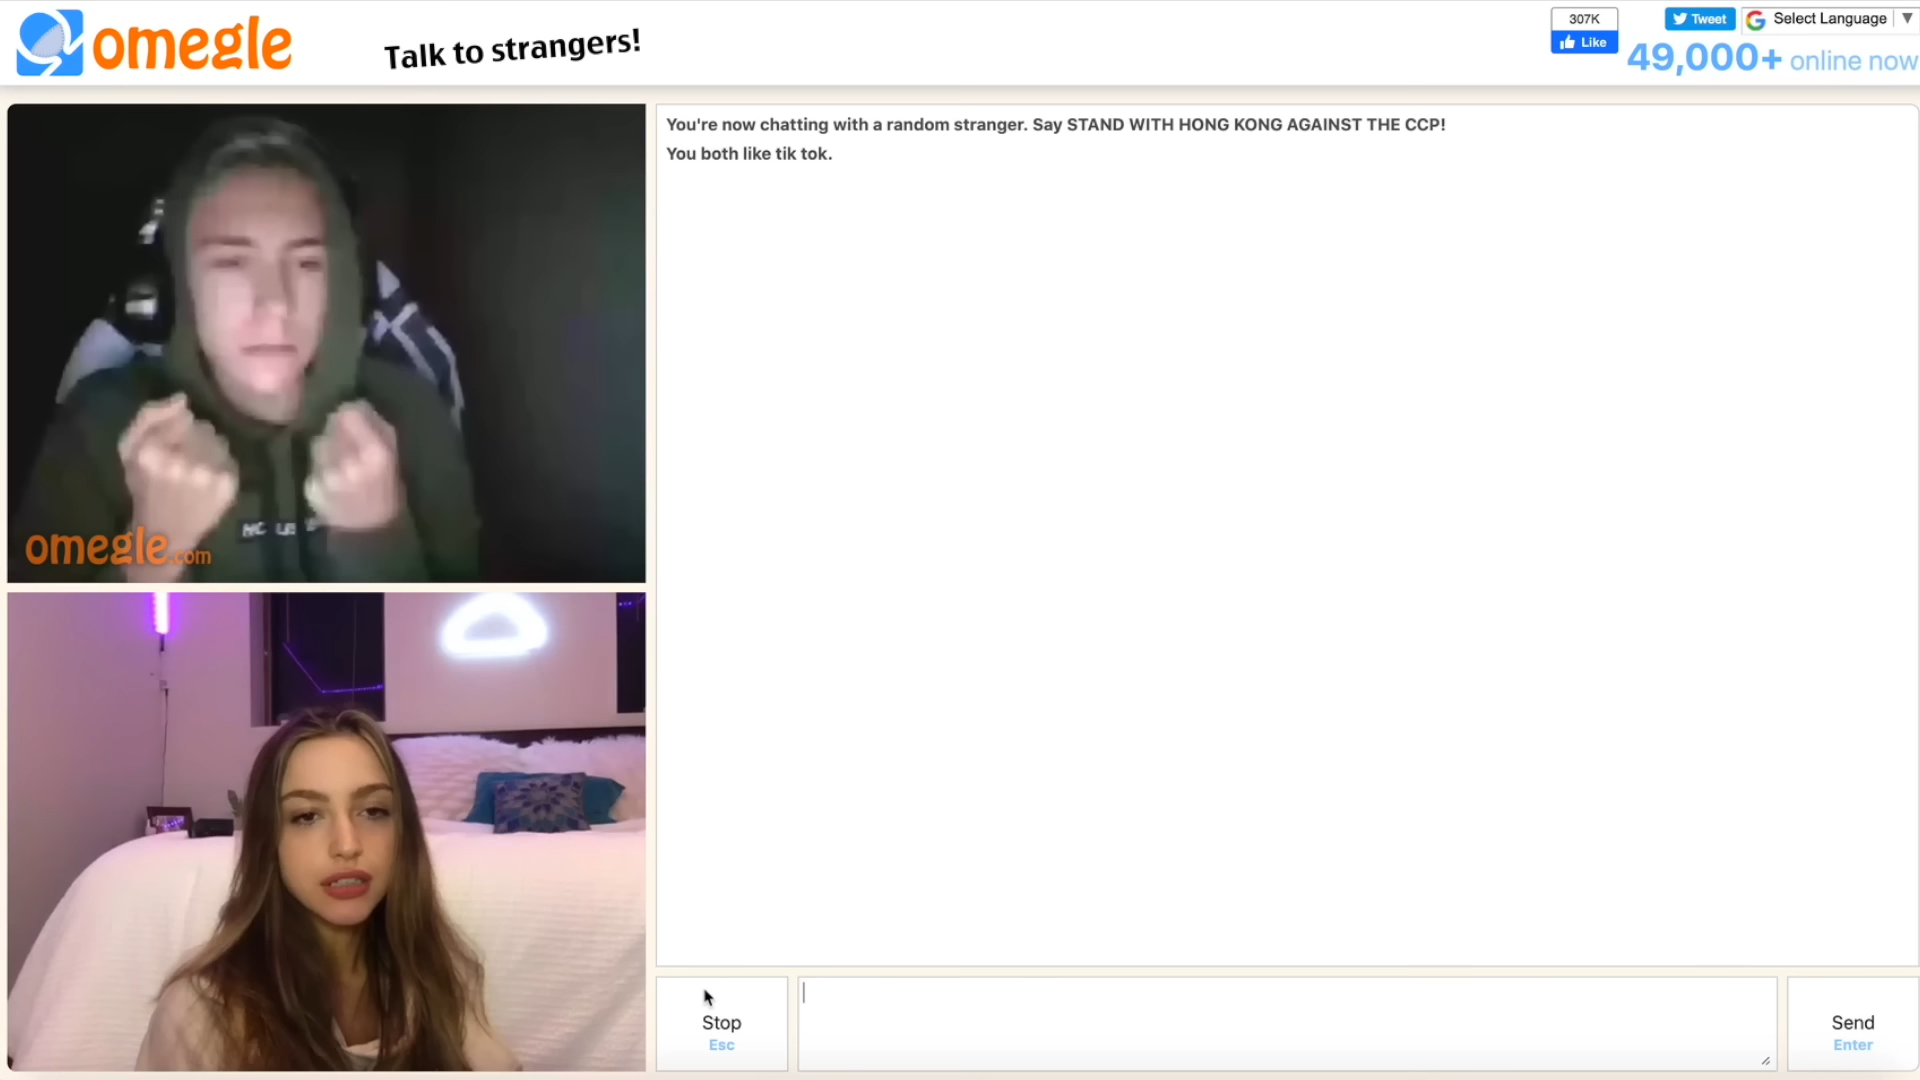 omegle
Talk to strangers!
307K
Like
Tweet
Select Language
49,000+ online now
omegle.com
You're now chatting with a random stranger. Say STAND WITH HONG KONG AGAINST THE CCP!
You both like tik tok.
Stop
Esc
Send
Enter